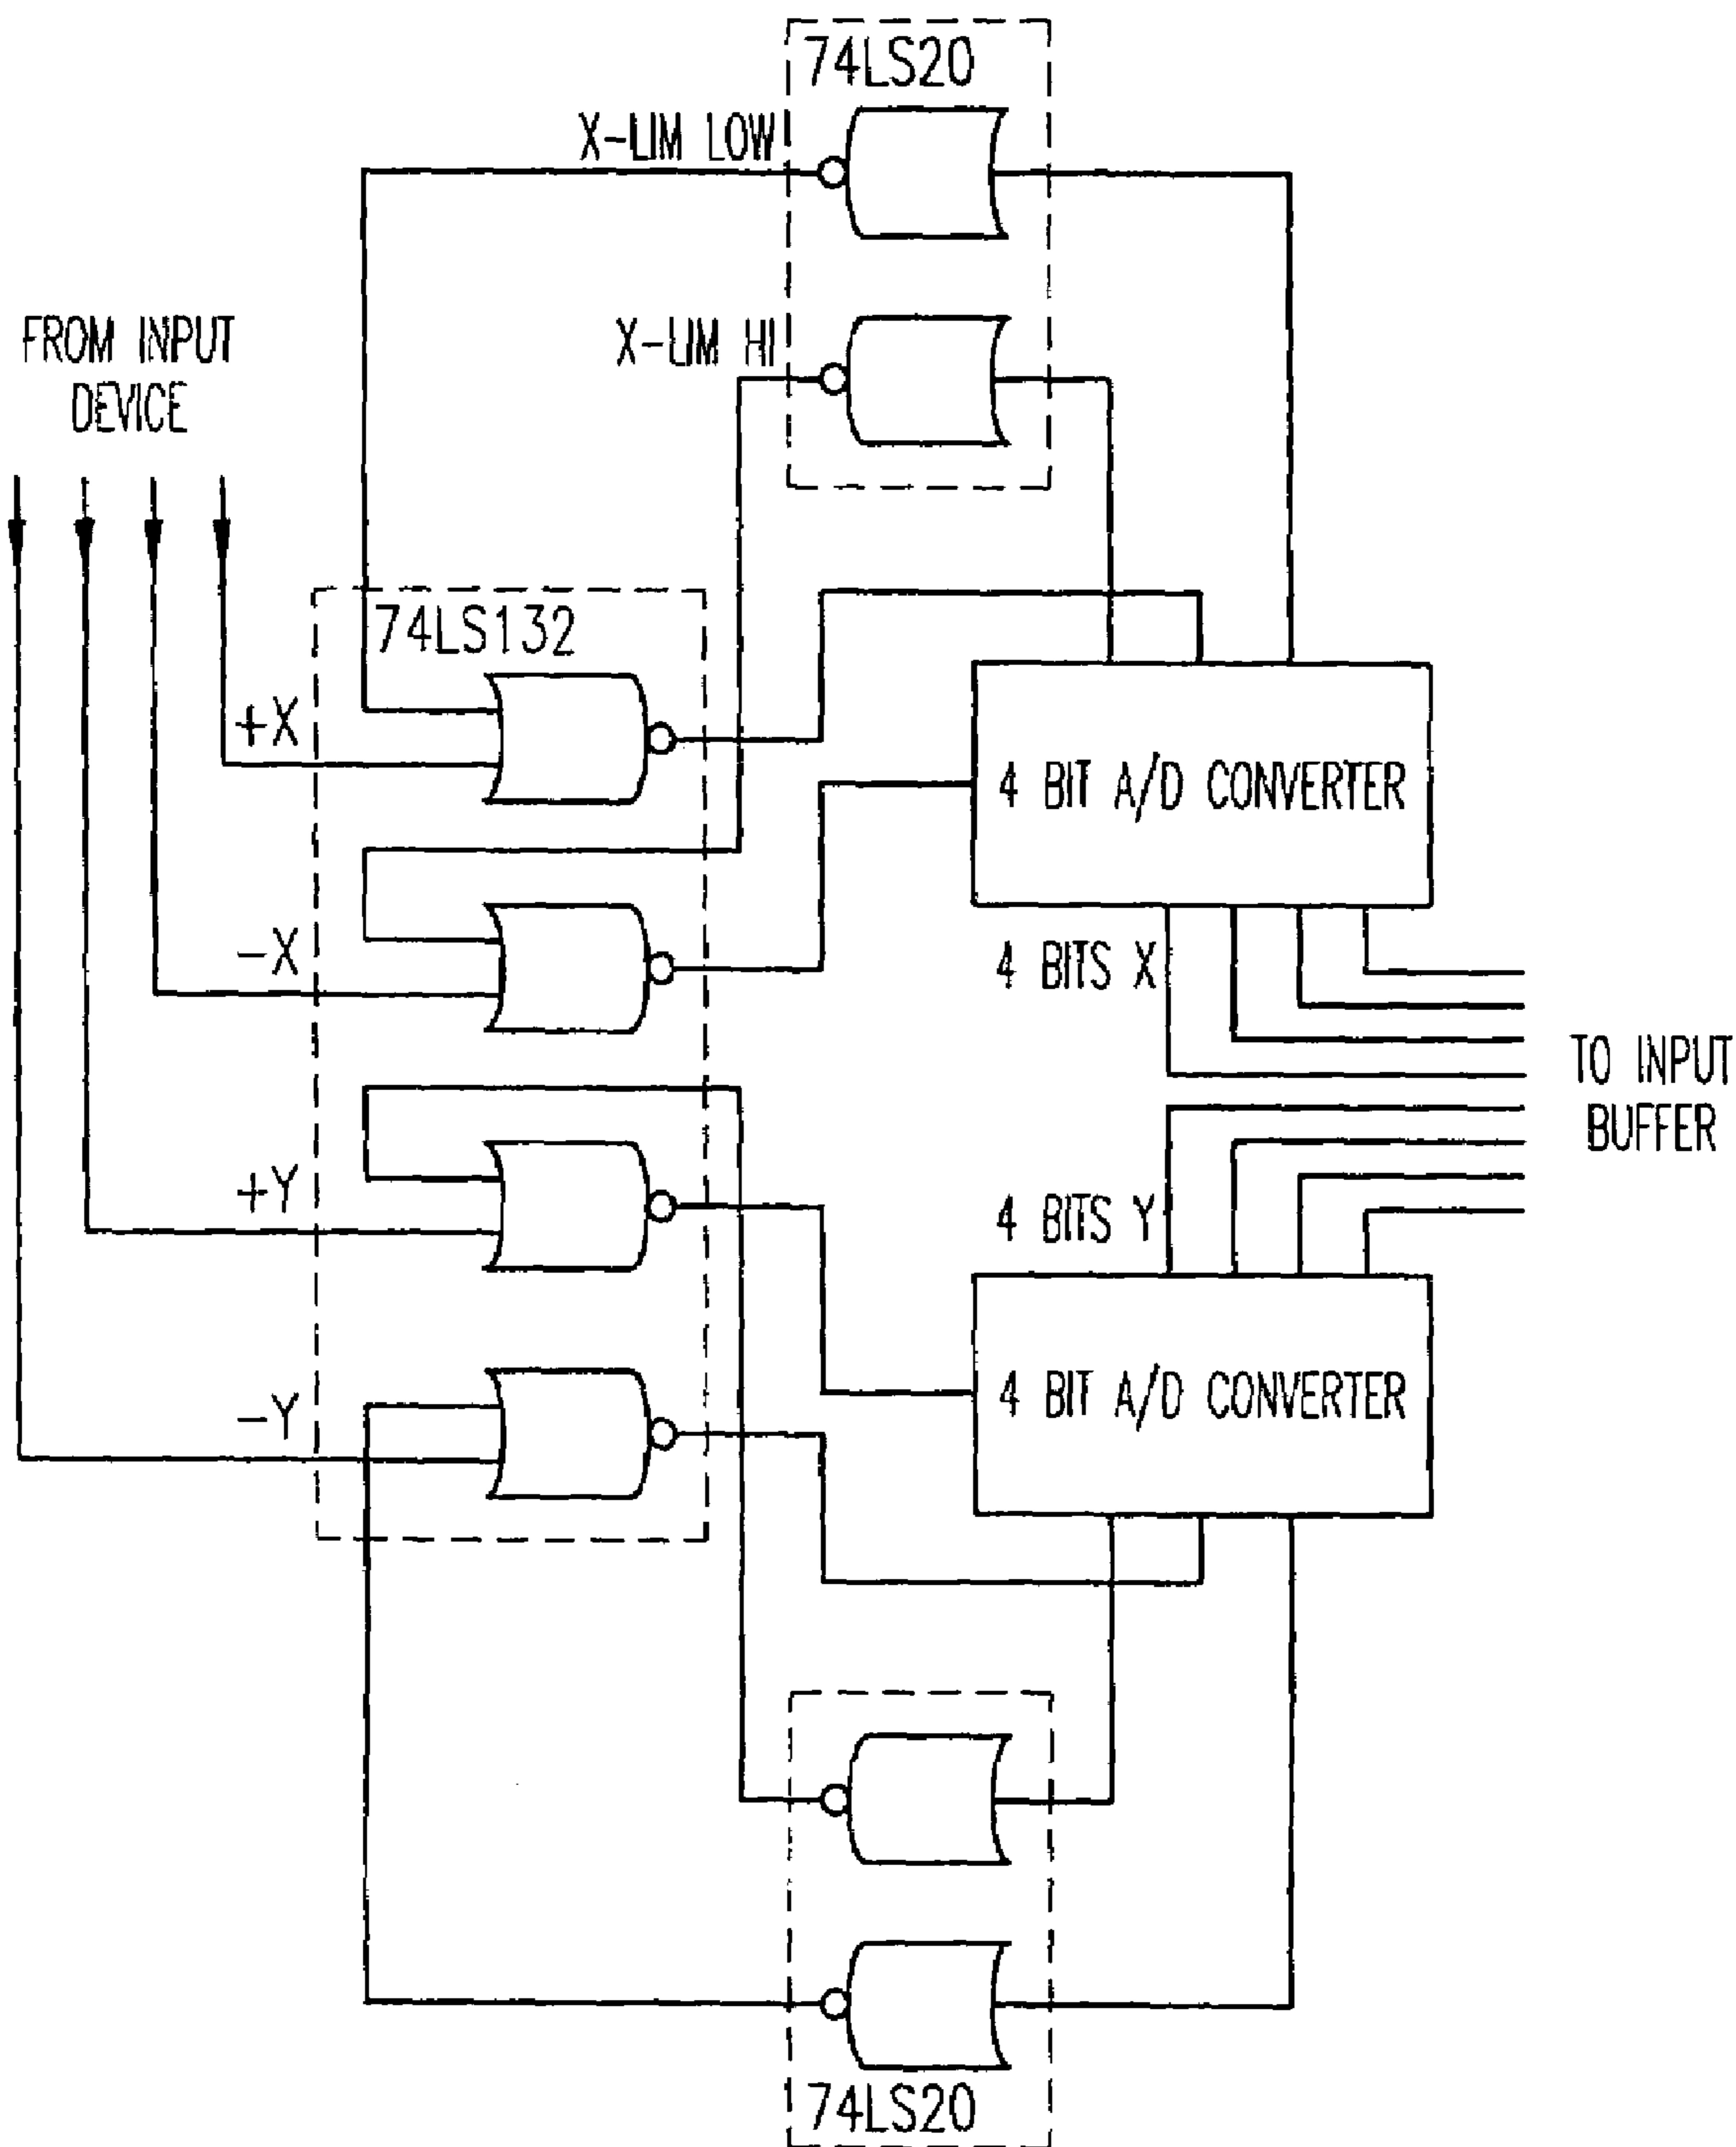 74LS20
X-LIM LOW
X-LIM HI
FROM INPUT
DEVICE
74LS132
+X
4 BIT A/D CONVERTER
-X
4 BITS X
TO INPUT
BUFFER
+Y
4 BITS Y
4 BIT A/D CONVERTER
-Y
74LS20